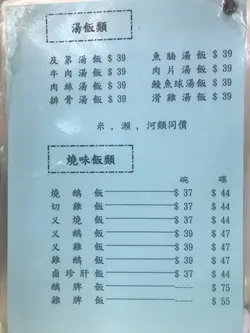 湯飯類
及第湯飯 $ 39 魚腩湯飯 $ 39
牛肉湯飯 $ 39 肉片湯飯 $ 39
肉絲湯飯 $ 39 鯪魚球湯飯 $ 39
排骨湯飯 $ 39 滑雞湯飯 $ 39
米，瀨，河類同價
燒味飯類
碗 碟
燒鵝飯 $ 37 $ 44
切雞飯 $ 37 $ 44
叉燒飯 $ 37 $ 44
叉雞飯 $ 39 $ 47
叉鵝飯 $ 39 $ 47
雞鵝飯 $ 39 $ 47
鹵珍肝飯 $ 37 $ 44
鵝脾飯 $ 75
雞脾飯 $ 55